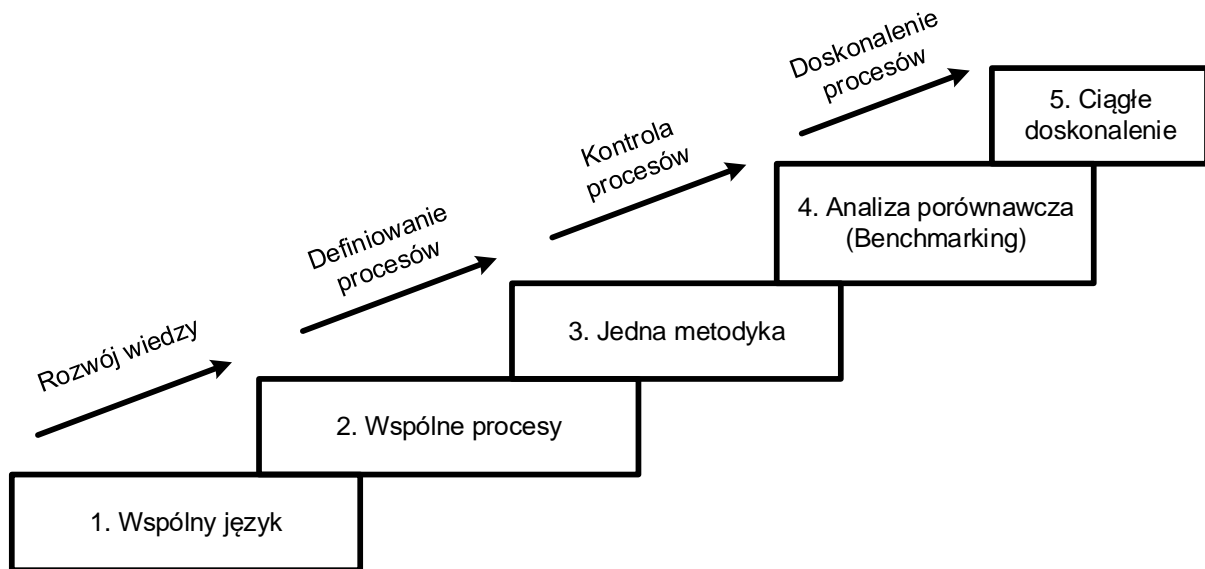 Doskonalenie
procesów
5. Ciągłe
doskonalenie
Kontrola
procesów
4. Analiza porównawcza
(Benchmarking)
Definiowanie
procesów
3. Jedna metodyka
Rozwój wiedzy
2. Wspólne procesy
1. Wspólny język